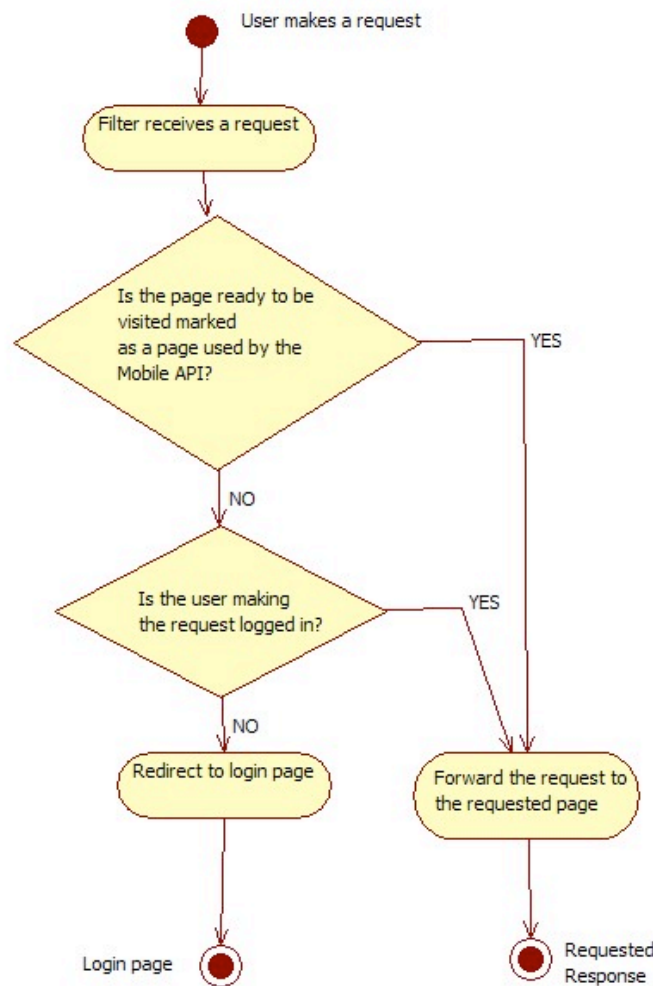 User makes a request
Filter receives a request
Is the page ready to be
visited marked
as a page used by the
Mobile API?
YES
NO
Is the user making
the request logged in?
YES
NO
Redirect to login page
Forward the request to
the requested page
Login page
Requested
Response